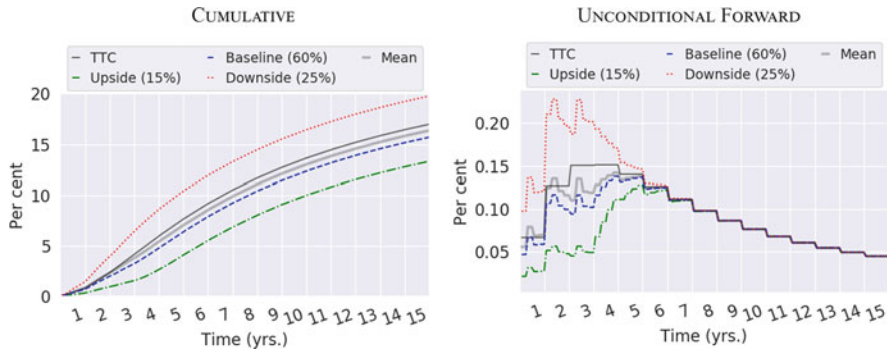 CUMULATIVE
TTC Baseline (60%) Mean
Upside (15%) Downside (25%)
20
15
10
5
0
Per cent
1 2 3 4 5 6 7 8 9 10 11 12 13 14 15
Time (yrs.)
UNCONDITIONAL FORWARD
TTC Baseline (60%) Mean
Upside (15%) Downside (25%)
0.20
0.15
0.10
0.05
Per cent
1 2 3 4 5 6 7 8 9 10 11 12 13 14 15
Time (yrs.)